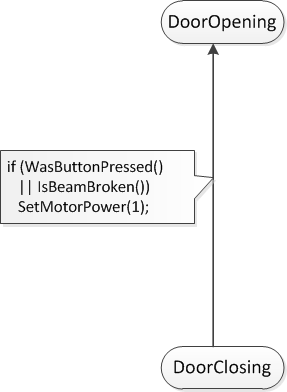 DoorOpening
if (WasButtonPressed()
|| IsBeamBroken())
SetMotorPower(1);
DoorClosing